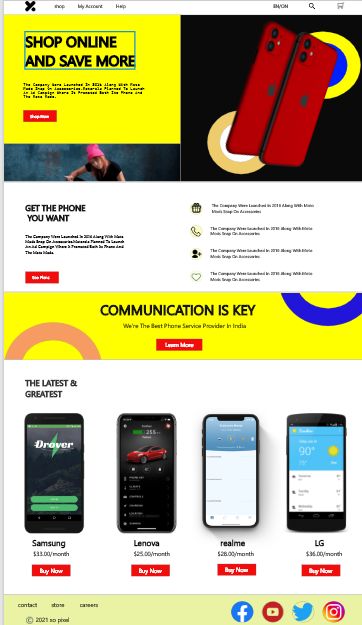 shop My Account Help EN/ON
SHOP ONLINE
AND SAVE MORE
The Company Were Launched In 2016 Along With Moto
Mods Snap On Accessories.Motorola Planned To Launch
An Ad Campign Where It Promoted Both The Phone And
The Moto Mods.
Shop Now
GET THE PHONE
YOU WANT
The Company Were Launched In 2016 Along With Moto
Mods Snap On Accessories.Motorola Planned To Launch
An Ad Campign Where It Promoted Both The Phone And
The Moto Mods.
See Plans
The Company Were Launched In 2016 Along With Moto
Mods Snap On Accessories
The Company Were Launched In 2016 Along With Moto
Mods Snap On Accessories
The Company Were Launched In 2016 Along With Moto
Mods Snap On Accessories
The Company Were Launched In 2016 Along With Moto
Mods Snap On Accessories
COMMUNICATION IS KEY
We're The Best Phone Service Provider In India
Learn More
THE LATEST &
GREATEST
Drover
255
90°
Samsung Lenova realme LG
$33.00/month $25.00/month $28.00/month $36.00/month
Buy Now Buy Now Buy Now Buy Now
contact store careers
© 2021 xo pixel